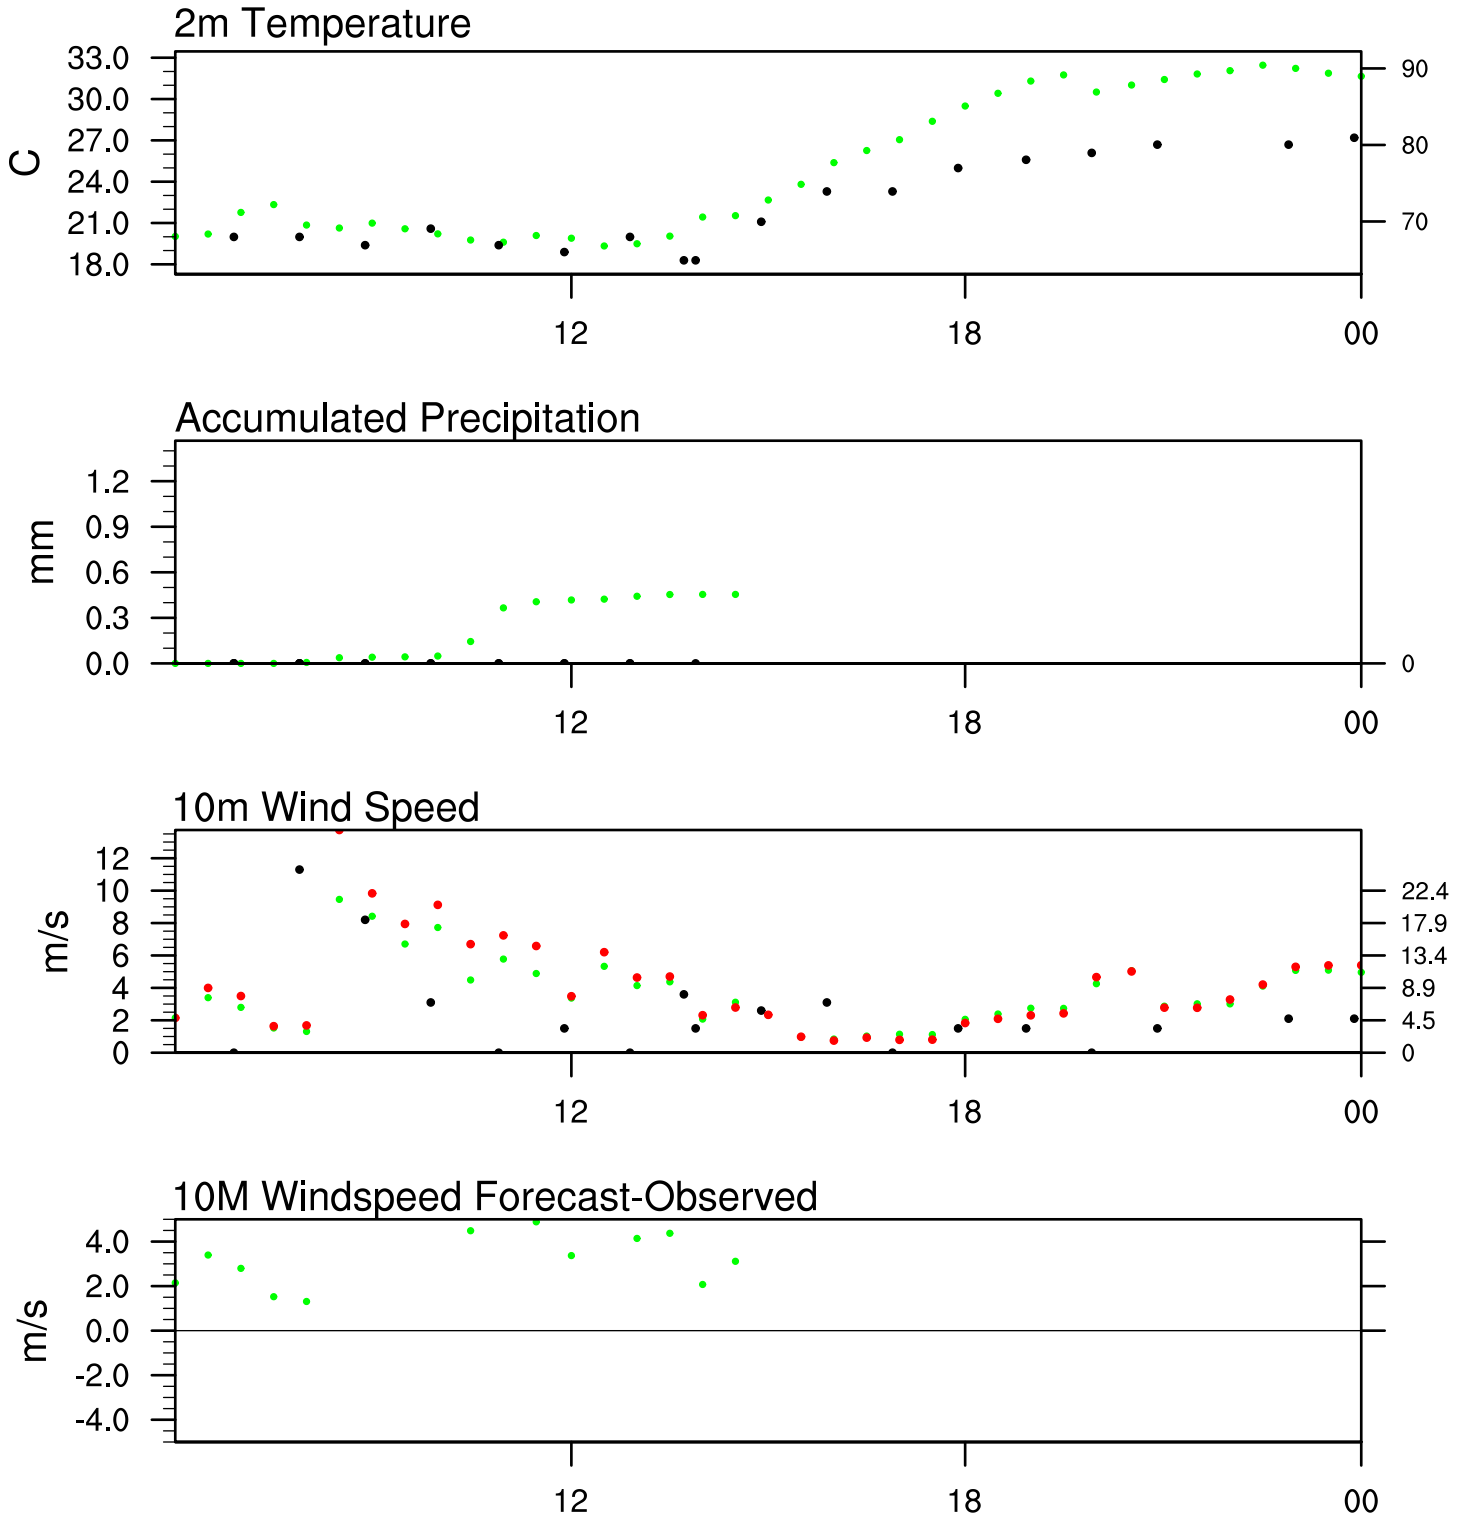 2m Temperature
33.0
30.0
27.0
24.0
21.0
18.0
C
90
80
70
12 18 00
Accumulated Precipitation
1.2
0.9
0.6
0.3
0.0
mm
0
12 18 00
10m Wind Speed
12
10
8
6
4
2
0
m/s
22.4
17.9
13.4
8.9
4.5
0
12 18 00
10M Windspeed Forecast-Observed
4.0
2.0
0.0
-2.0
-4.0
m/s
12 18 00